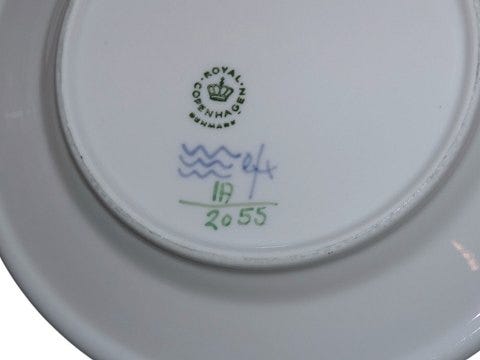 ROYAL
COPENHAGEN
DENMARK
1A
2055